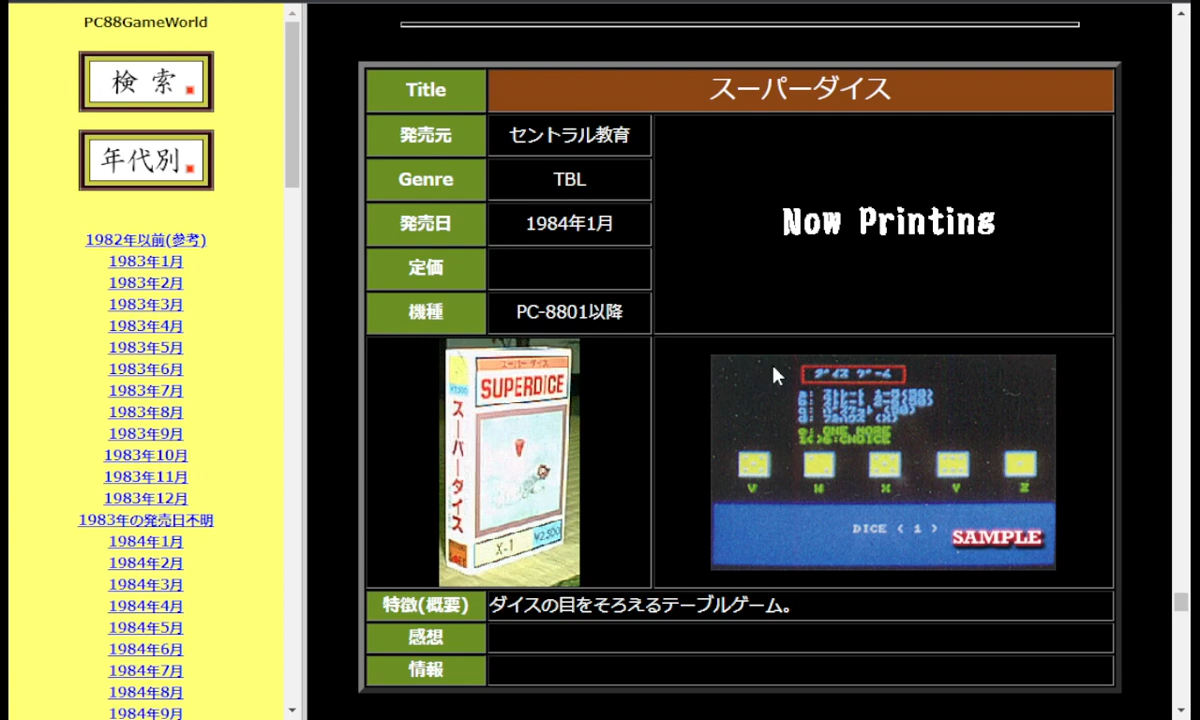 PC88GameWorld
検索
年代別
1982年以前(参考)
1983年1月
1983年2月
1983年3月
1983年4月
1983年5月
1983年6月
1983年7月
1983年8月
1983年9月
1983年10月
1983年11月
1983年12月
1983年の発売日不明
1984年1月
1984年2月
1984年3月
1984年4月
1984年5月
1984年6月
1984年7月
1984年8月
1984年9月
Title スーパーダイス
発売元 セントラル教育
Genre TBL
発売日 1984年1月
定価
機種 PC-8801以降
Now Printing
スーパーダイス
SUPERDICE
スーパーダイス
X-1 ¥2,500
ダイス ゲーム
ONE MORE
CHOICE
V W X Y Z
DICE ( 1 )
SAMPLE
特徴(概要) ダイスの目をそろえるテーブルゲーム。
感想
情報